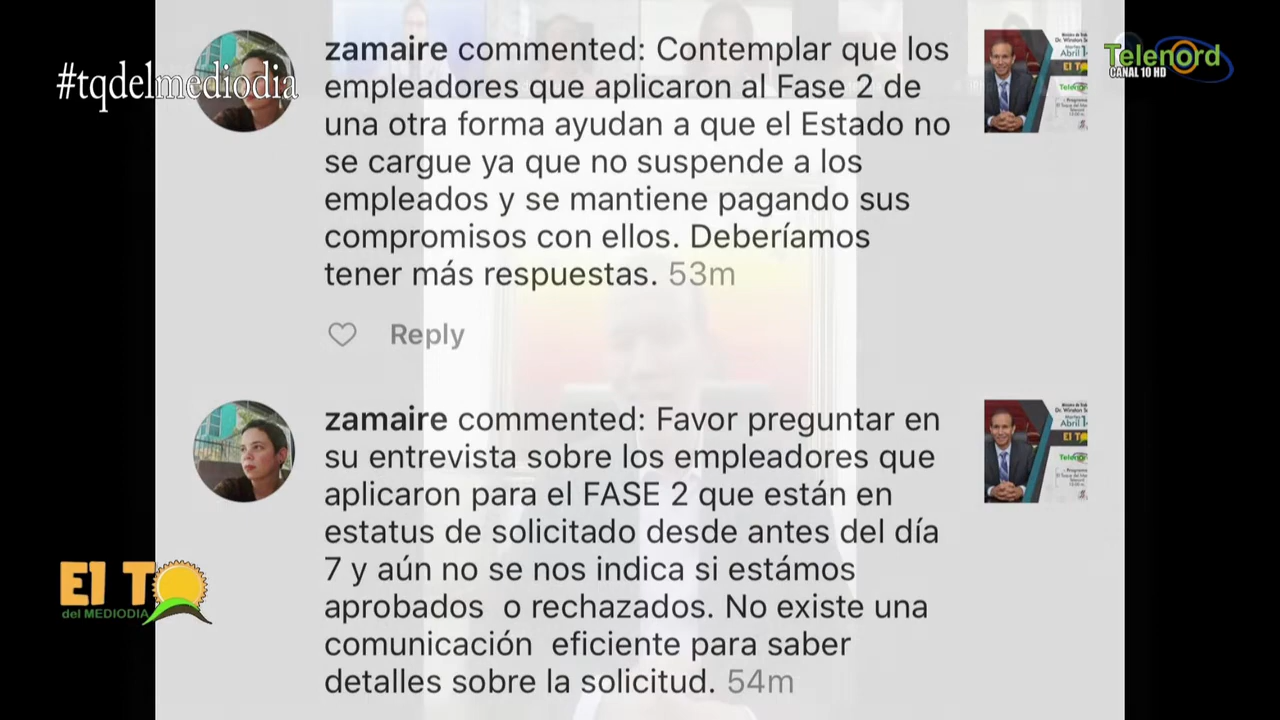 #tqdelmediodia
Telenord
CANAL 10 HD
zamaire commented: Contemplar que los
empleadores que aplicaron al Fase 2 de
una otra forma ayudan a que el Estado no
se cargue ya que no suspende a los
empleados y se mantiene pagando sus
compromisos con ellos. Deberíamos
tener más respuestas. 53m
Reply
Abril
zamaire commented: Favor preguntar en
su entrevista sobre los empleadores que
aplicaron para el FASE 2 que están en
estatus de solicitado desde antes del día
7 y aún no se nos indica si estámos
aprobados o rechazados. No existe una
comunicación eficiente para saber
detalles sobre la solicitud. 54m
Abril
El T
del MEDIODIA